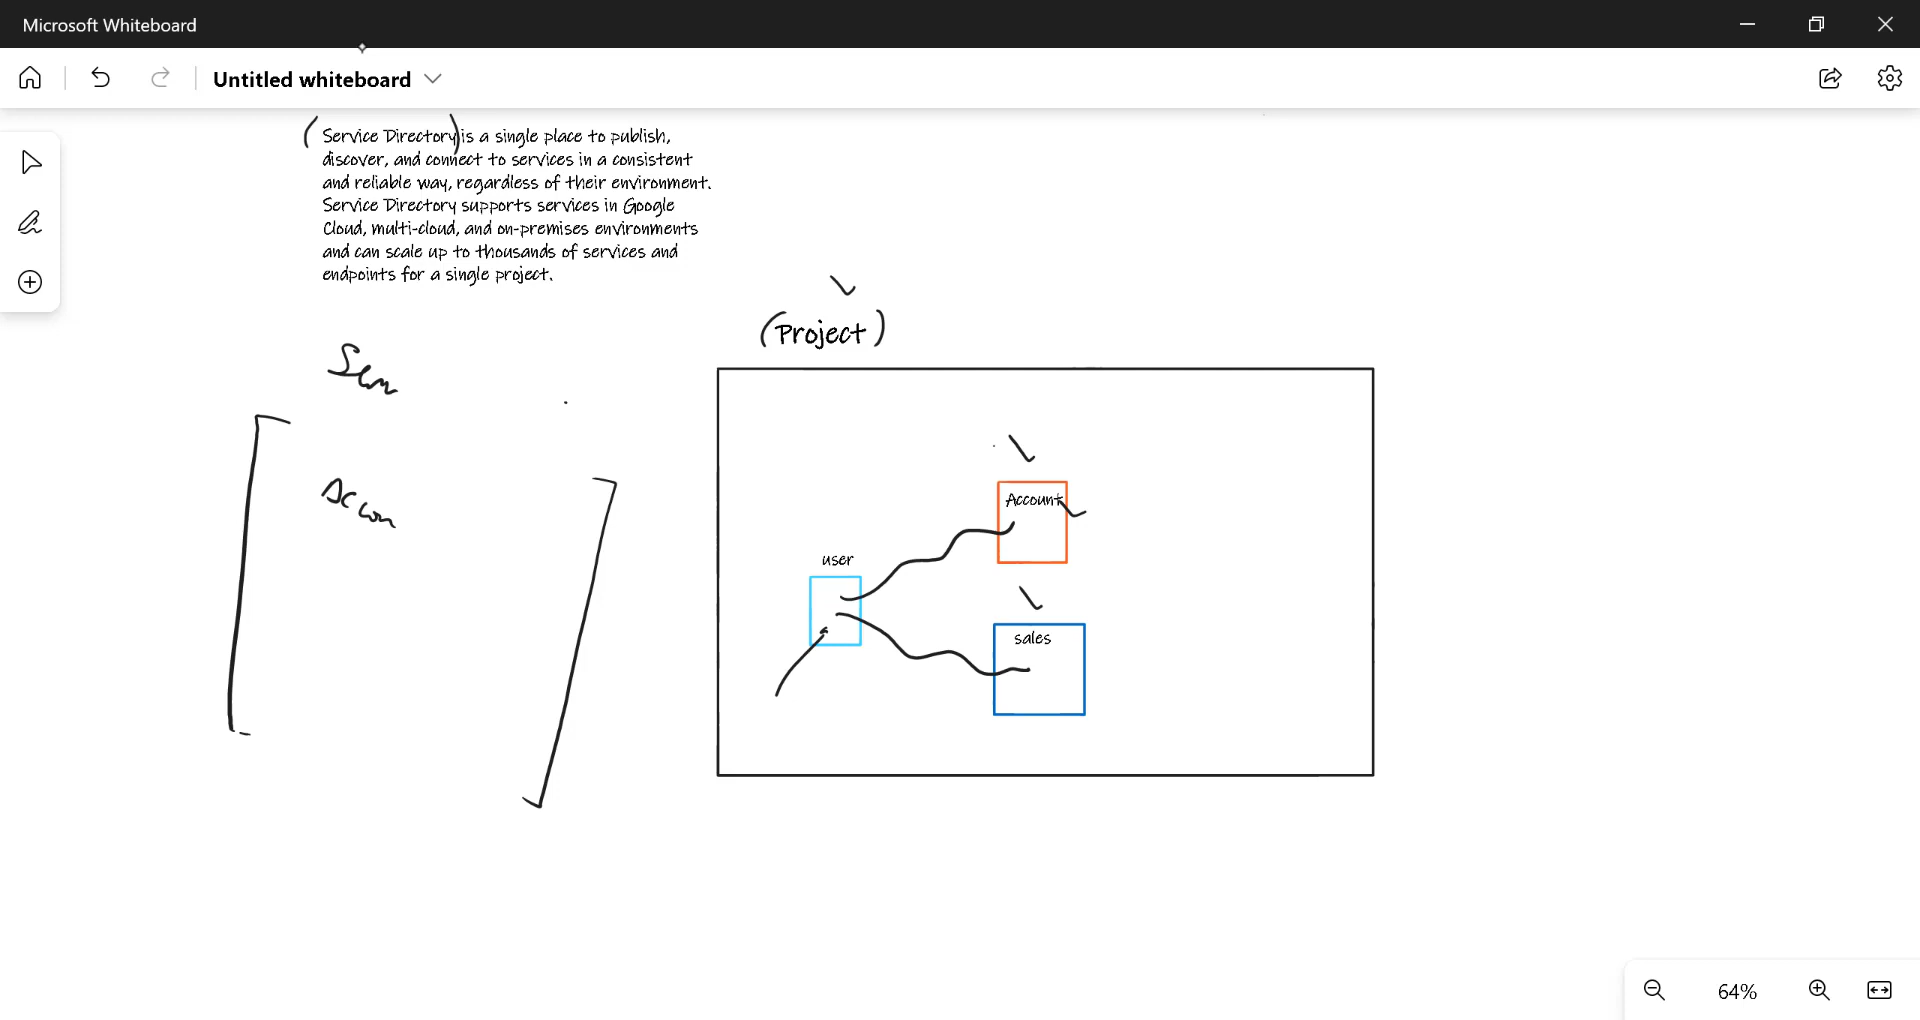 Microsoft Whiteboard
Untitled whiteboard
(Service Directory) is a single place to publish,
discover, and connect to services in a consistent
and reliable way, regardless of their environment.
Service Directory supports services in Google
Cloud, multi-cloud, and on-premises environments
and can scale up to thousands of services and
endpoints for a single project.
(Project)
Account
user
sales
64%